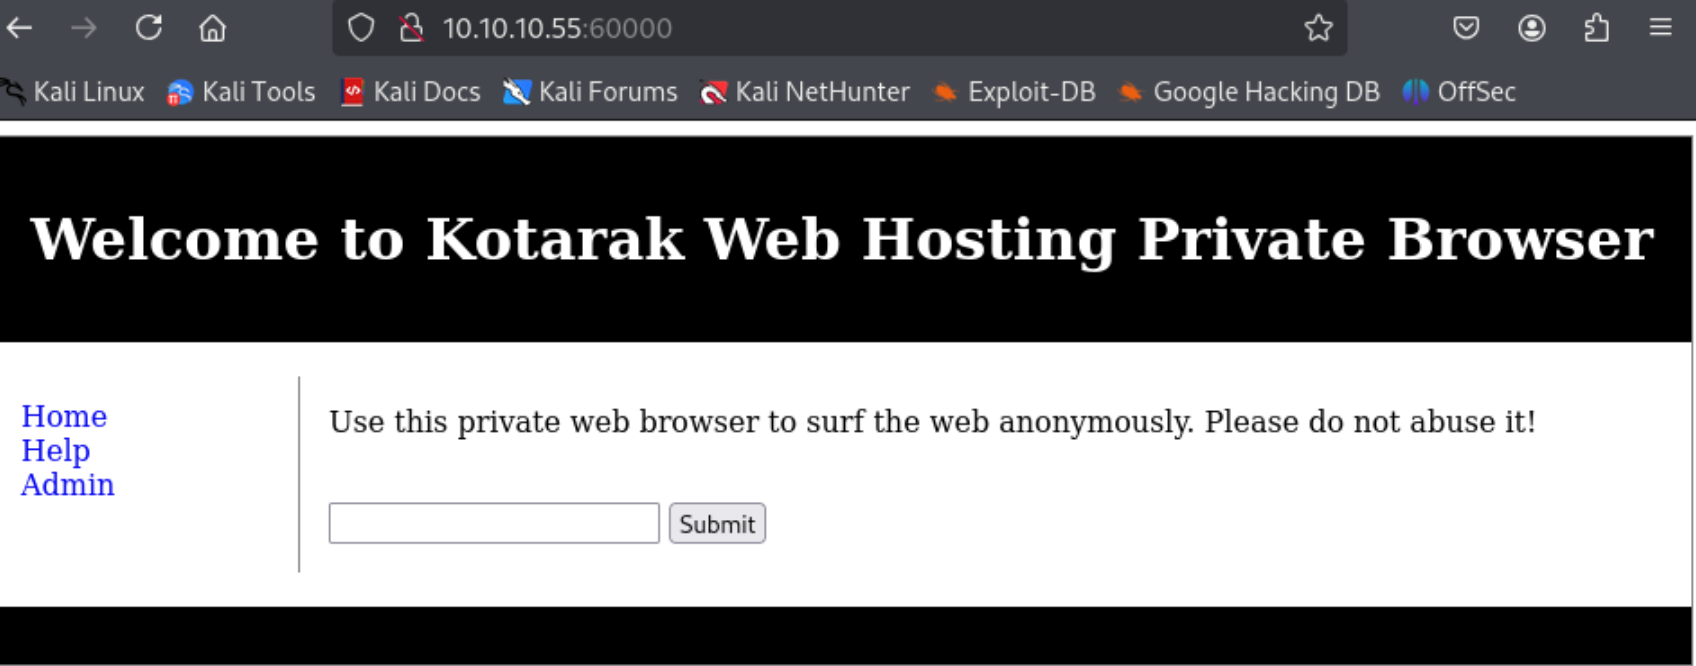 10.10.10.55:60000
Kali Linux Kali Tools Kali Docs Kali Forums Kali NetHunter Exploit-DB Google Hacking DB OffSec
Welcome to Kotarak Web Hosting Private Browser
Home
Help
Admin
Use this private web browser to surf the web anonymously. Please do not abuse it!
Submit